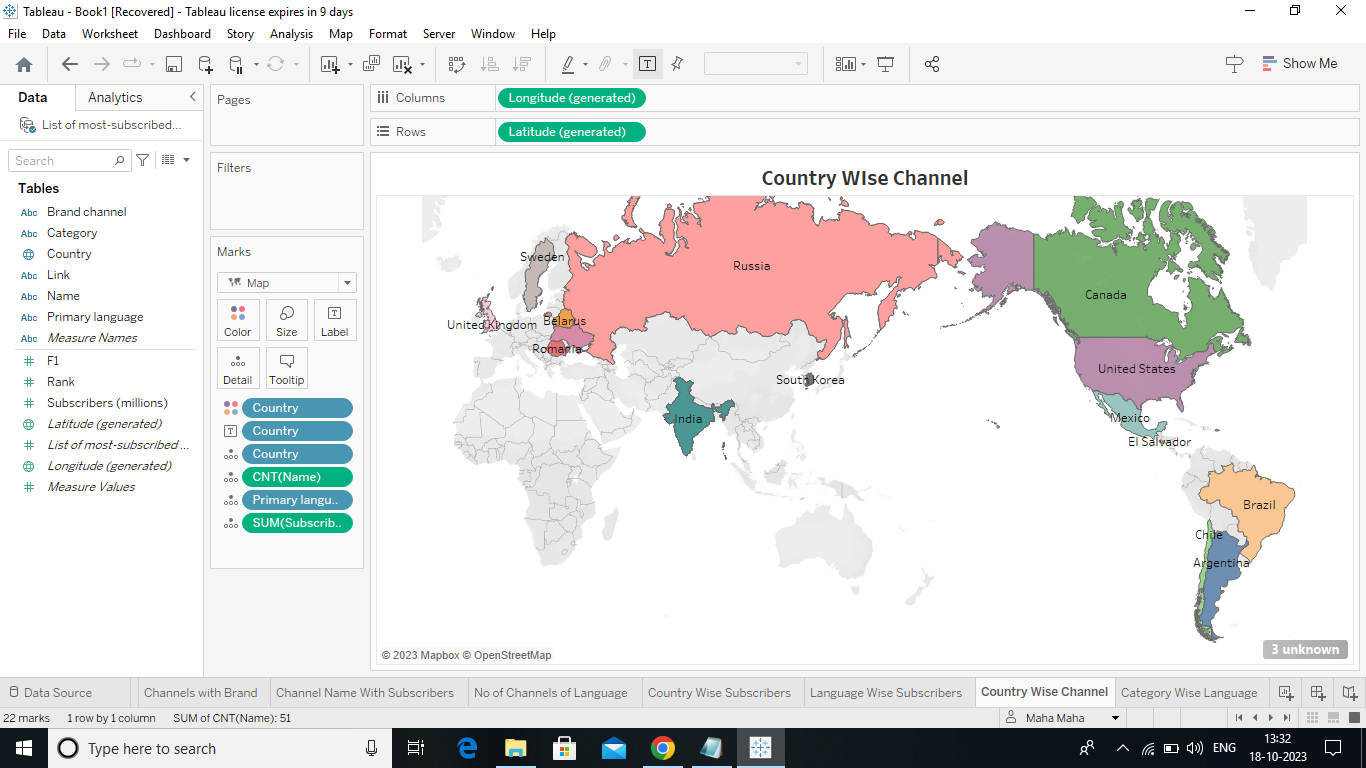 Tableau - Book1 [Recovered] - Tableau license expires in 9 days
File Data Worksheet Dashboard Story Analysis Map Format Server Window Help
Show Me
Data Analytics
List of most-subscribed...
Search
Tables
Abc Brand channel
Abc Category
Country
Abc Link
Abc Name
Abc Primary language
Abc Measure Names
F1
Rank
Subscribers (millions)
Latitude (generated)
List of most-subscribed ...
Longitude (generated)
Measure Values
Pages
Filters
Marks
Map
Color Size Label
Detail Tooltip
Country
Country
Country
CNT(Name)
Primary langu..
SUM(Subscrib..
Columns Longitude (generated)
Rows Latitude (generated)
Country WIse Channel
Sweden
Russia
Canada
United Kingdom
Belarus
Romania
United States
South Korea
India
Mexico
El Salvador
Brazil
Chile
Argentina
© 2023 Mapbox © OpenStreetMap
3 unknown
Data Source Channels with Brand Channel Name With Subscribers No of Channels of Language Country Wise Subscribers Language Wise Subscribers Country Wise Channel Category Wise Language
22 marks 1 row by 1 column SUM of CNT(Name): 51 Maha Maha
Type here to search
ENG
13:32
18-10-2023